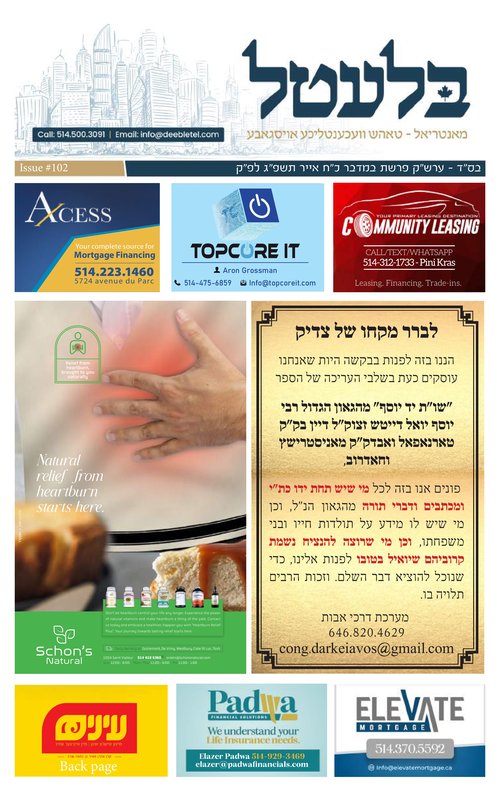 בלעטל
מאנטריאל - טאהש וועכענטליכע אויסגאבע
Call: 514.500.3091 | Email: info@deebletel.com
Issue #102
בס"ד - ערש"ק פרשת במדבר כ"ח אייר תשפ"ג לפ"ק
AXCESS
Your complete source for
Mortgage Financing
514.223.1460
5724 avenue du Parc
TOPCORE IT
Aron Grossman
514-475-6859 Info@topcoreit.com
YOUR PRIMARY LEASING DESTINATION
COMMUNITY LEASING
CALL/TEXT/WHATSAPP
514-312-1733 - Pini Kras
Leasing. Financing. Trade-ins.
Relief from
heartburn,
brought to you
naturally
Natural
relief from
heartburn
starts here.
Schon's
Natural
לברר מקחו של צדיק
הננו בזה לפנות בבקשה היות שאנחנו
עוסקים כעת בשלבי העריכה של הספר
"שו"ת יד יוסף" מהגאון הגדול רבי
יוסף יואל דייטש זצוק"ל דיין בק"ק
טארנאפאל ואבדק"ק מאניסטרישץ
וחאדרוב,
פונים אנו בזה לכל מי שיש תחת ידו כת"י
ומכתבים ודברי תורה מהגאון הנ"ל, וכן
מי שיש לו מידע על תולדות חייו ובני
משפחתו, וכן מי שרוצה להנציח נשמת
קרוביהם שיואיל בטובו לפנות אלינו, כדי
שנוכל להוציא דבר השלם. וזכות הרבים
תלויה בו.
מערכת דרכי אבות
646.820.4629
cong.darkeiavos@gmail.com
עינים
Back page
Padwa
FINANCIAL SOLUTIONS
We understand your
Life Insurance needs.
Elazer Padwa 514-929-3469
elazer@padwafinancials.com
ELEVATE
MORTGAGE
514.370.5592
Info@elevatemortgage.ca